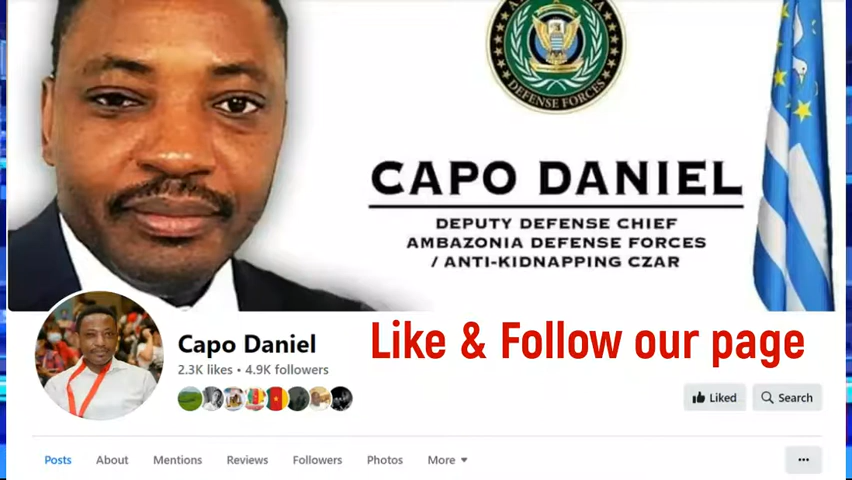 DEFENSE FORCES
CAPO DANIEL
DEPUTY DEFENSE CHIEF
AMBAZONIA DEFENSE FORCES
/ ANTI-KIDNAPPING CZAR
Capo Daniel
2.3K likes • 4.9K followers
Like & Follow our page
Liked
Search
Posts
About
Mentions
Reviews
Followers
Photos
More